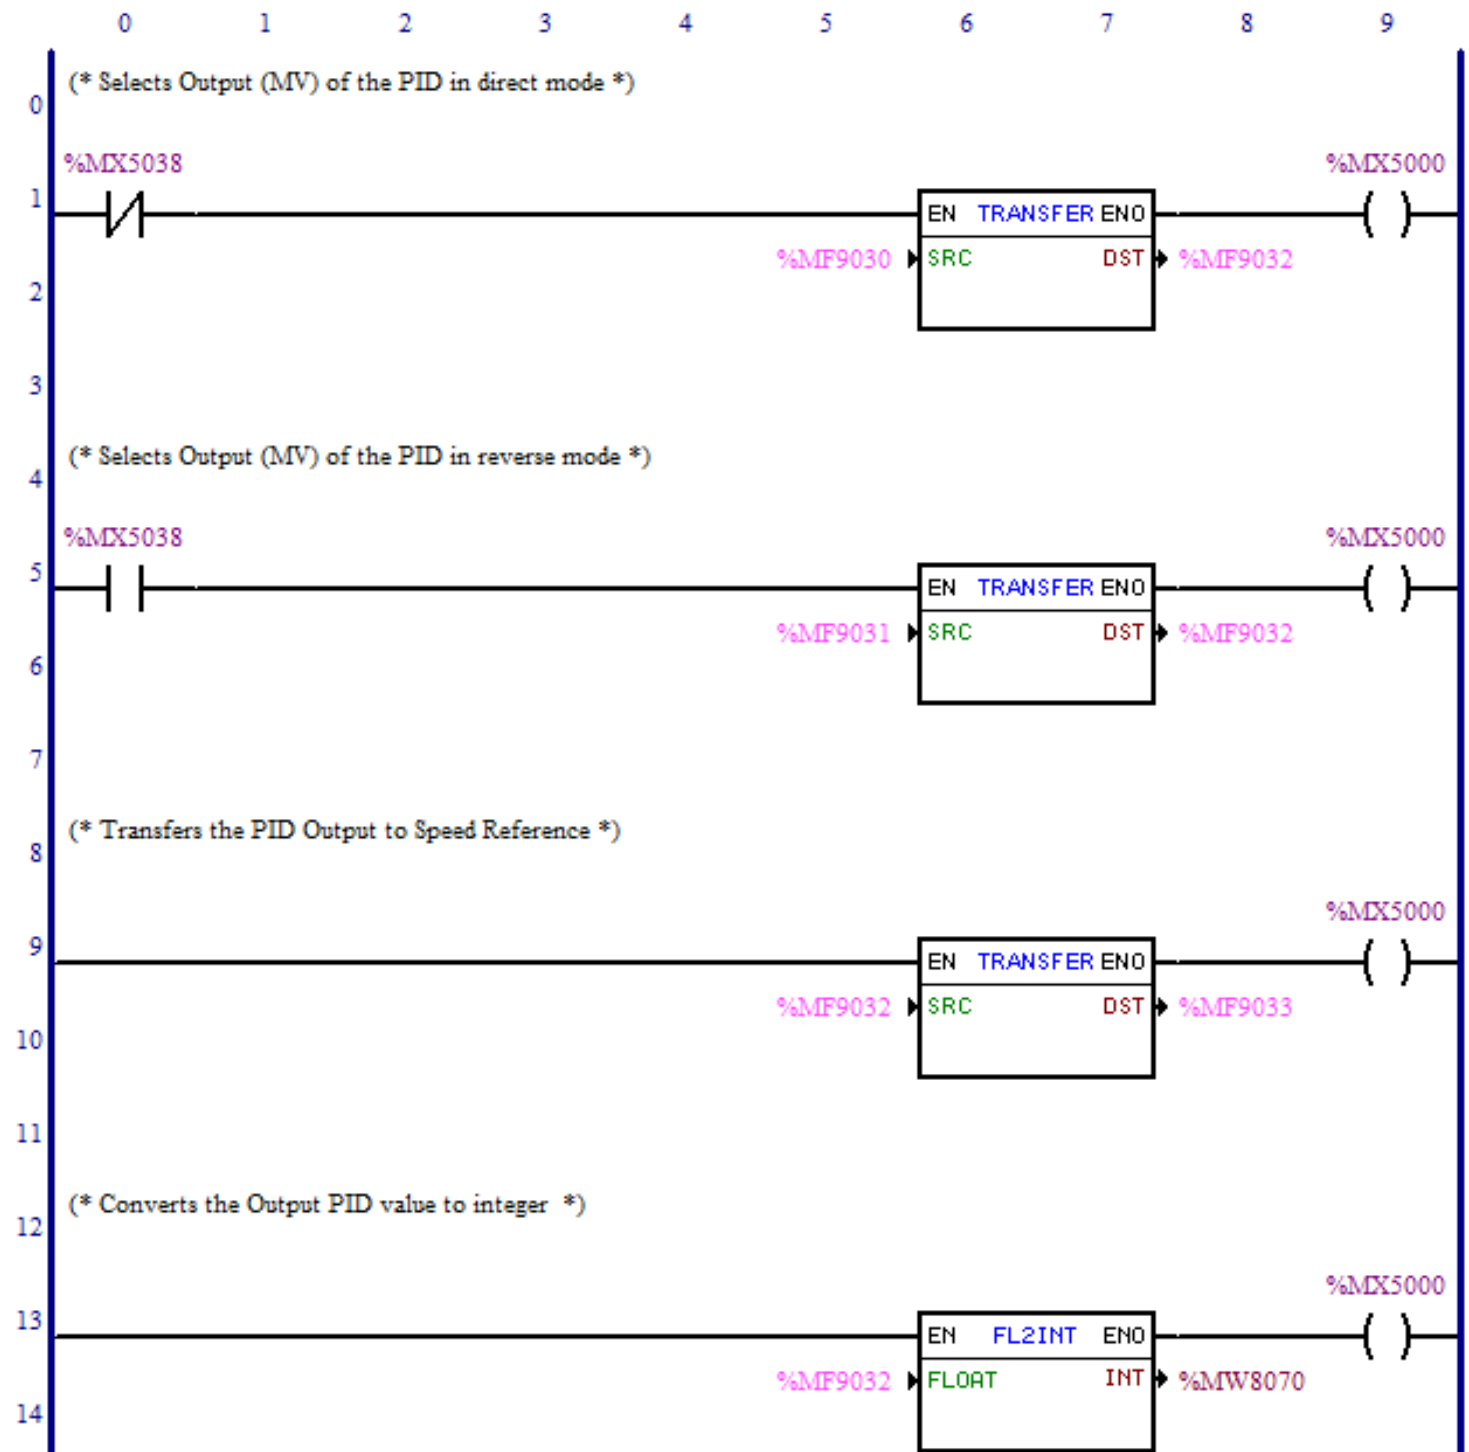 0 1 2 3 4 5 6 7 8 9
(* Selects Output (MV) of the PID in direct mode *)
0
%MX5038 %MX5000
1
EN TRANSFER ENO
%MF9030 SRC DST %MF9032
2
3
(* Selects Output (MV) of the PID in reverse mode *)
4
%MX5038 %MX5000
5
EN TRANSFER ENO
%MF9031 SRC DST %MF9032
6
7
(* Transfers the PID Output to Speed Reference *)
8
%MX5000
9
EN TRANSFER ENO
%MF9032 SRC DST %MF9033
10
11
(* Converts the Output PID value to integer *)
12
%MX5000
13
EN FL2INT ENO
%MF9032 FLOAT INT %MW8070
14